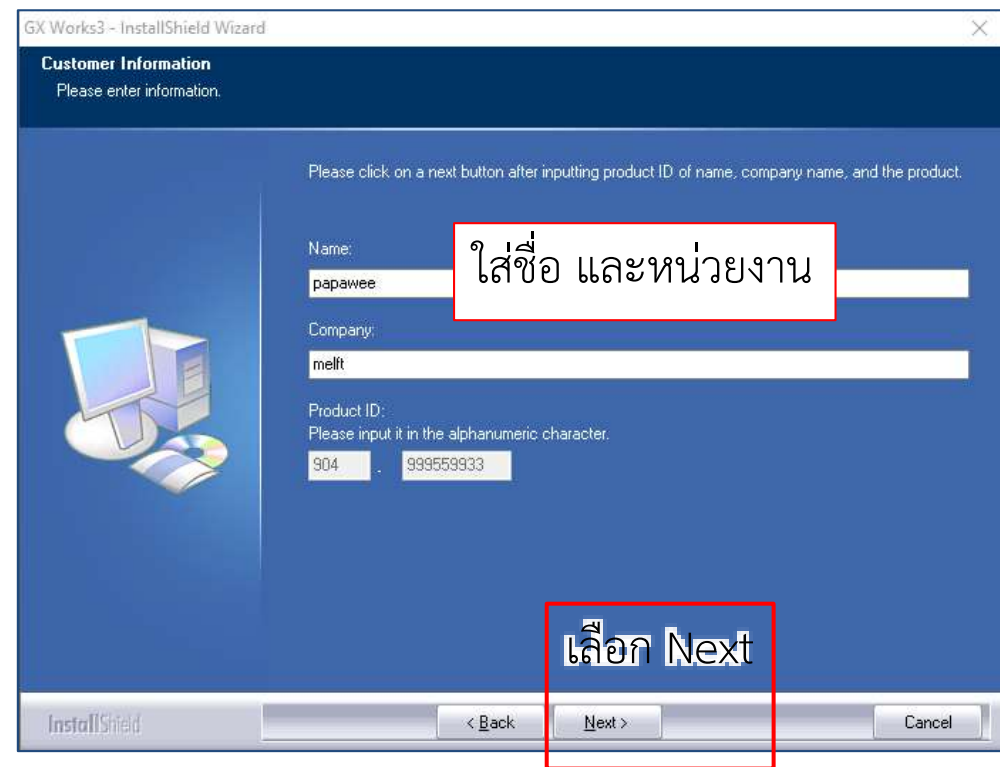 GX Works3 - InstallShield Wizard
Customer Information
Please enter information.
Please click on a next button after inputting product ID of name, company name, and the product.
Name:
ใส่ชื่อ และหน่วยงาน
papawee
Company:
melft
Product ID:
Please input it in the alphanumeric character.
904 . 999559933
เลือก Next
InstallShield
< Back
Next >
Cancel